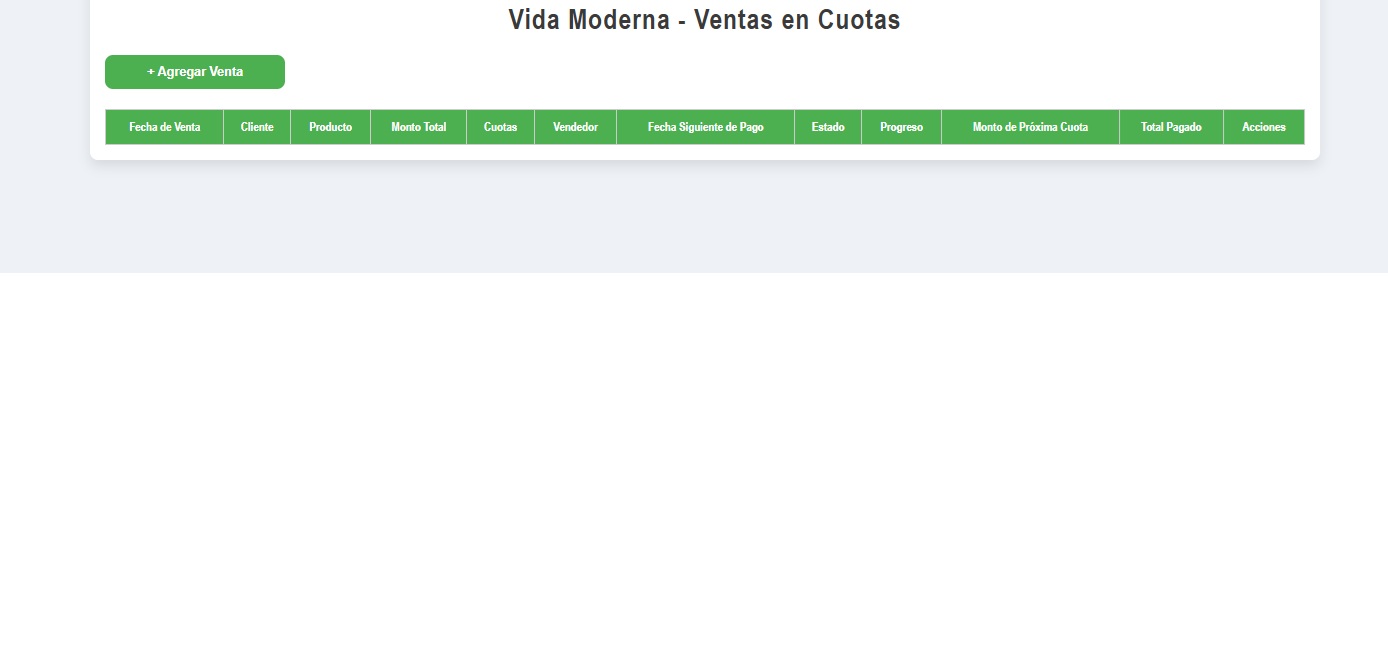 Vida Moderna - Ventas en Cuotas
+ Agregar Venta
Fecha de Venta Cliente Producto Monto Total Cuotas Vendedor Fecha Siguiente de Pago Estado Progreso Monto de Próxima Cuota Total Pagado Acciones